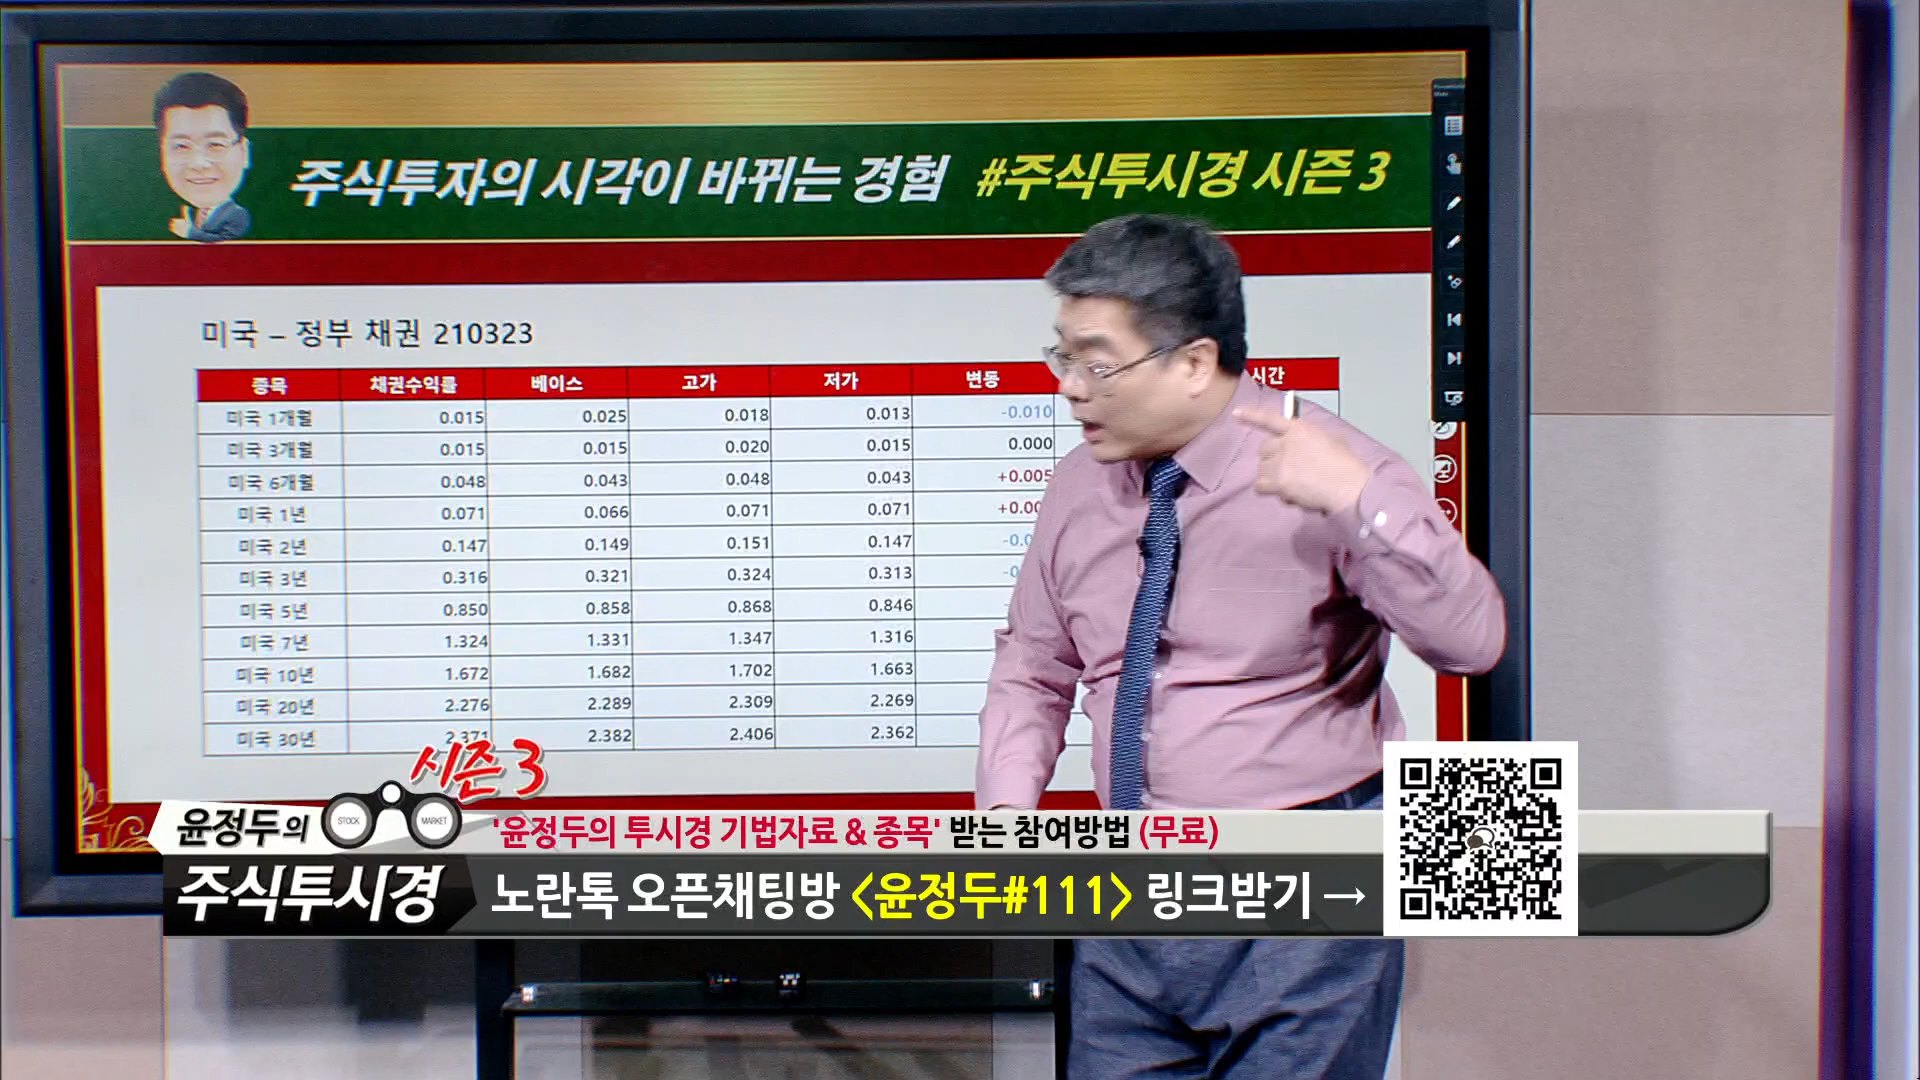 주식투자의 시각이 바뀌는 경험 #주식투시경 시즌 3
미국 – 정부 채권 210323
종목 채권수익률 베이스 고가 저가 변동 시간
미국 1개월 0.015 0.025 0.018 0.013 -0.010
미국 3개월 0.015 0.015 0.020 0.015 0.000
미국 6개월 0.048 0.043 0.048 0.043 +0.005
미국 1년 0.071 0.066 0.071 0.071 +0.00
미국 2년 0.147 0.149 0.151 0.147 -0.0
미국 3년 0.316 0.321 0.324 0.313 -0
미국 5년 0.850 0.858 0.868 0.846
미국 7년 1.324 1.331 1.347 1.316
미국 10년 1.672 1.682 1.702 1.663
미국 20년 2.276 2.289 2.309 2.269
미국 30년 2.371 2.382 2.406 2.362
시즌 3
윤정두의 STOCK MARKET
주식투시경
'윤정두의 투시경 기법자료 & 종목' 받는 참여방법 (무료)
노란톡 오픈채팅방 <윤정두#111> 링크받기 →